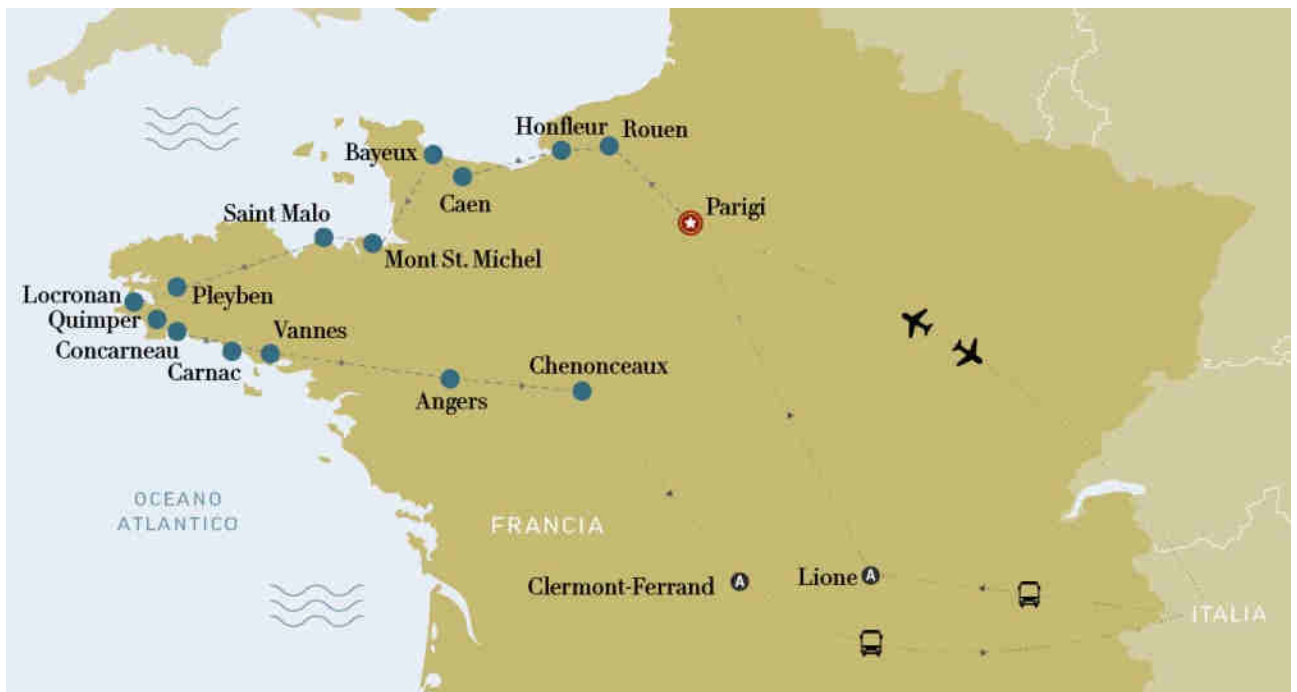 Honfleur
Rouen
Bayeux
Caen
Parigi
Saint Malo
Mont St. Michel
Locronan
Pleyben
Quimper
Vannes
Concarneau
Carnac
Chenonceaux
Angers
OCEANO
ATLANTICO
FRANCIA
Clermont-Ferrand
A
Lione
A
ITALIA